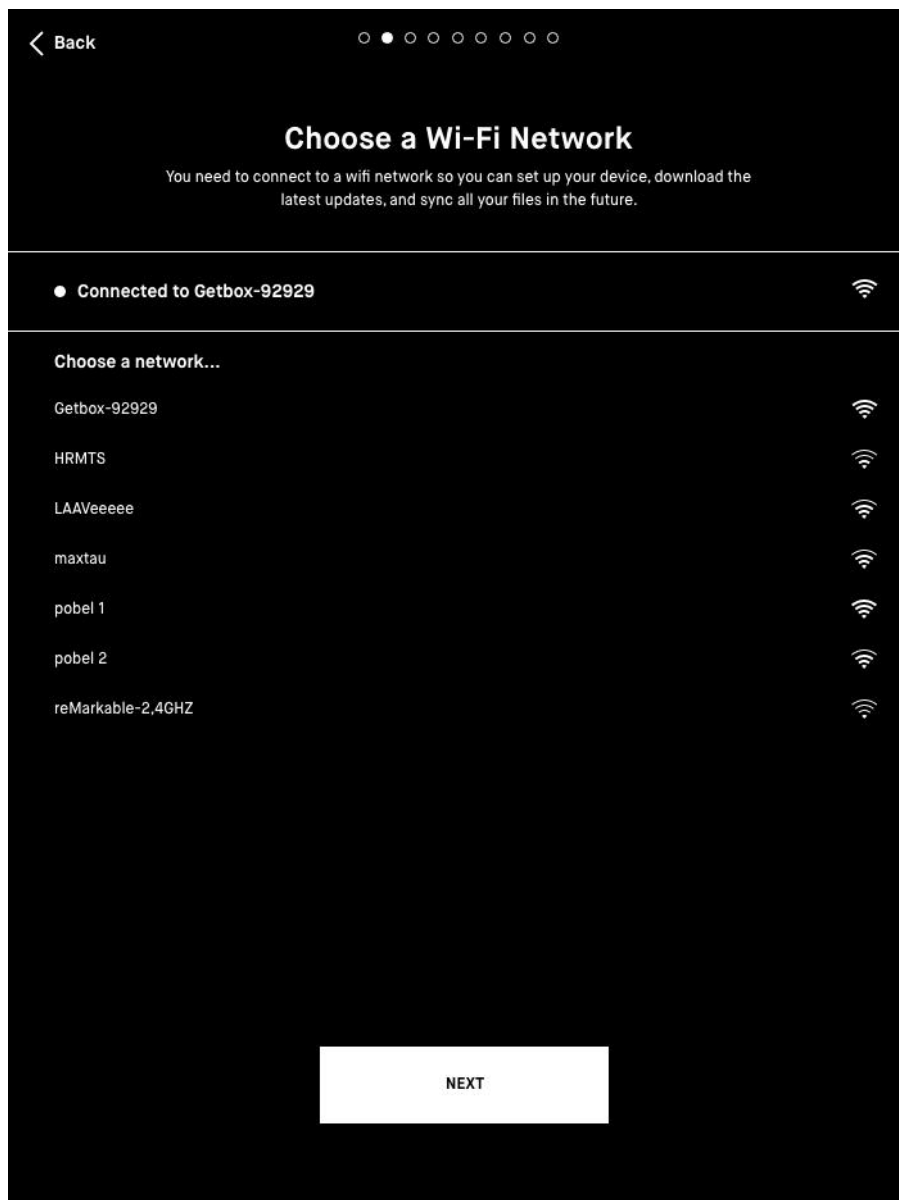 Back
Choose a Wi-Fi Network
You need to connect to a wifi network so you can set up your device, download the
latest updates, and sync all your files in the future.
Connected to Getbox-92929
Choose a network...
Getbox-92929
HRMTS
LAAVeeeee
maxtau
pobel 1
pobel 2
reMarkable-2,4GHZ
NEXT